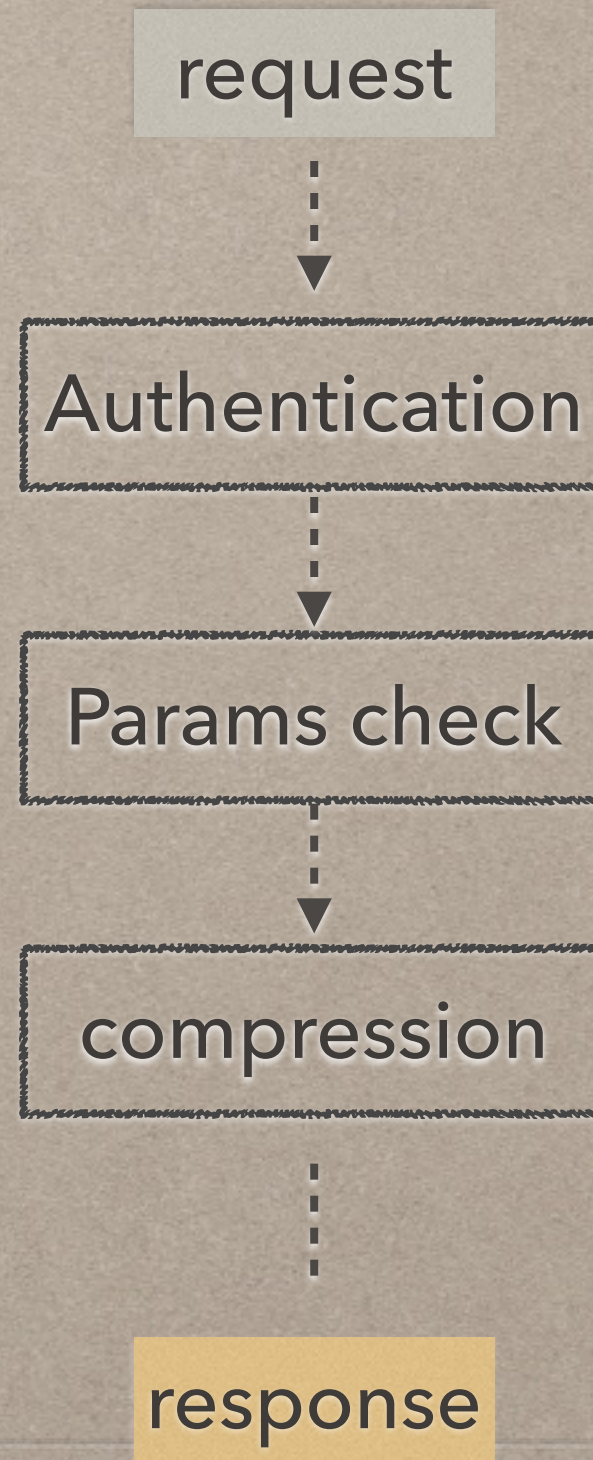 request
Authentication
Params check
compression
response